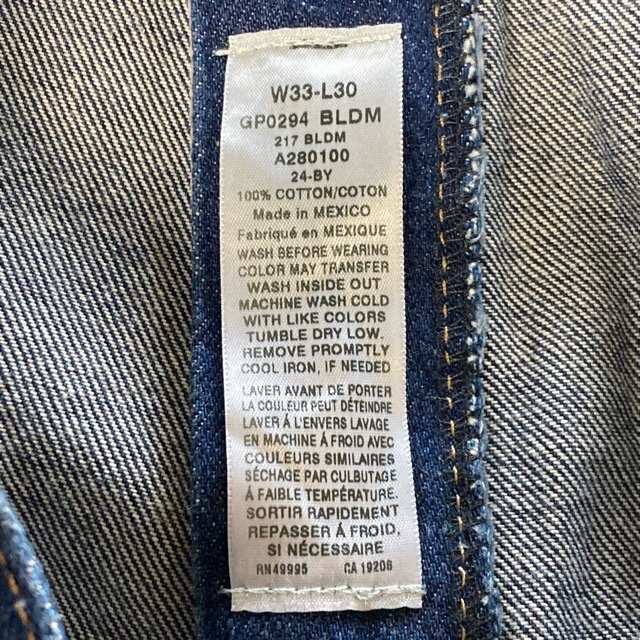 W33-L30
GP0294 BLDM
217 BLDM
A280100
24-BY
100% COTTON/COTON
Made in MEXICO
Fabriqué en MEXIQUE
WASH BEFORE WEARING
COLOR MAY TRANSFER
WASH INSIDE OUT
MACHINE WASH COLD
WITH LIKE COLORS
TUMBLE DRY LOW.
REMOVE PROMPTLY
COOL IRON, IF NEEDED
LAVER AVANT DE PORTER
LA COULEUR PEUT DÉTEINDRE
LAVER À L'ENVERS LAVAGE
EN MACHINE À FROID AVEC
COULEURS SIMILAIRES
SÉCHAGE PAR CULBUTAGE
À FAIBLE TEMPÉRATURE.
SORTIR RAPIDEMENT
REPASSER À FROID,
SI NÉCESSAIRE
RN49995 CA 19208